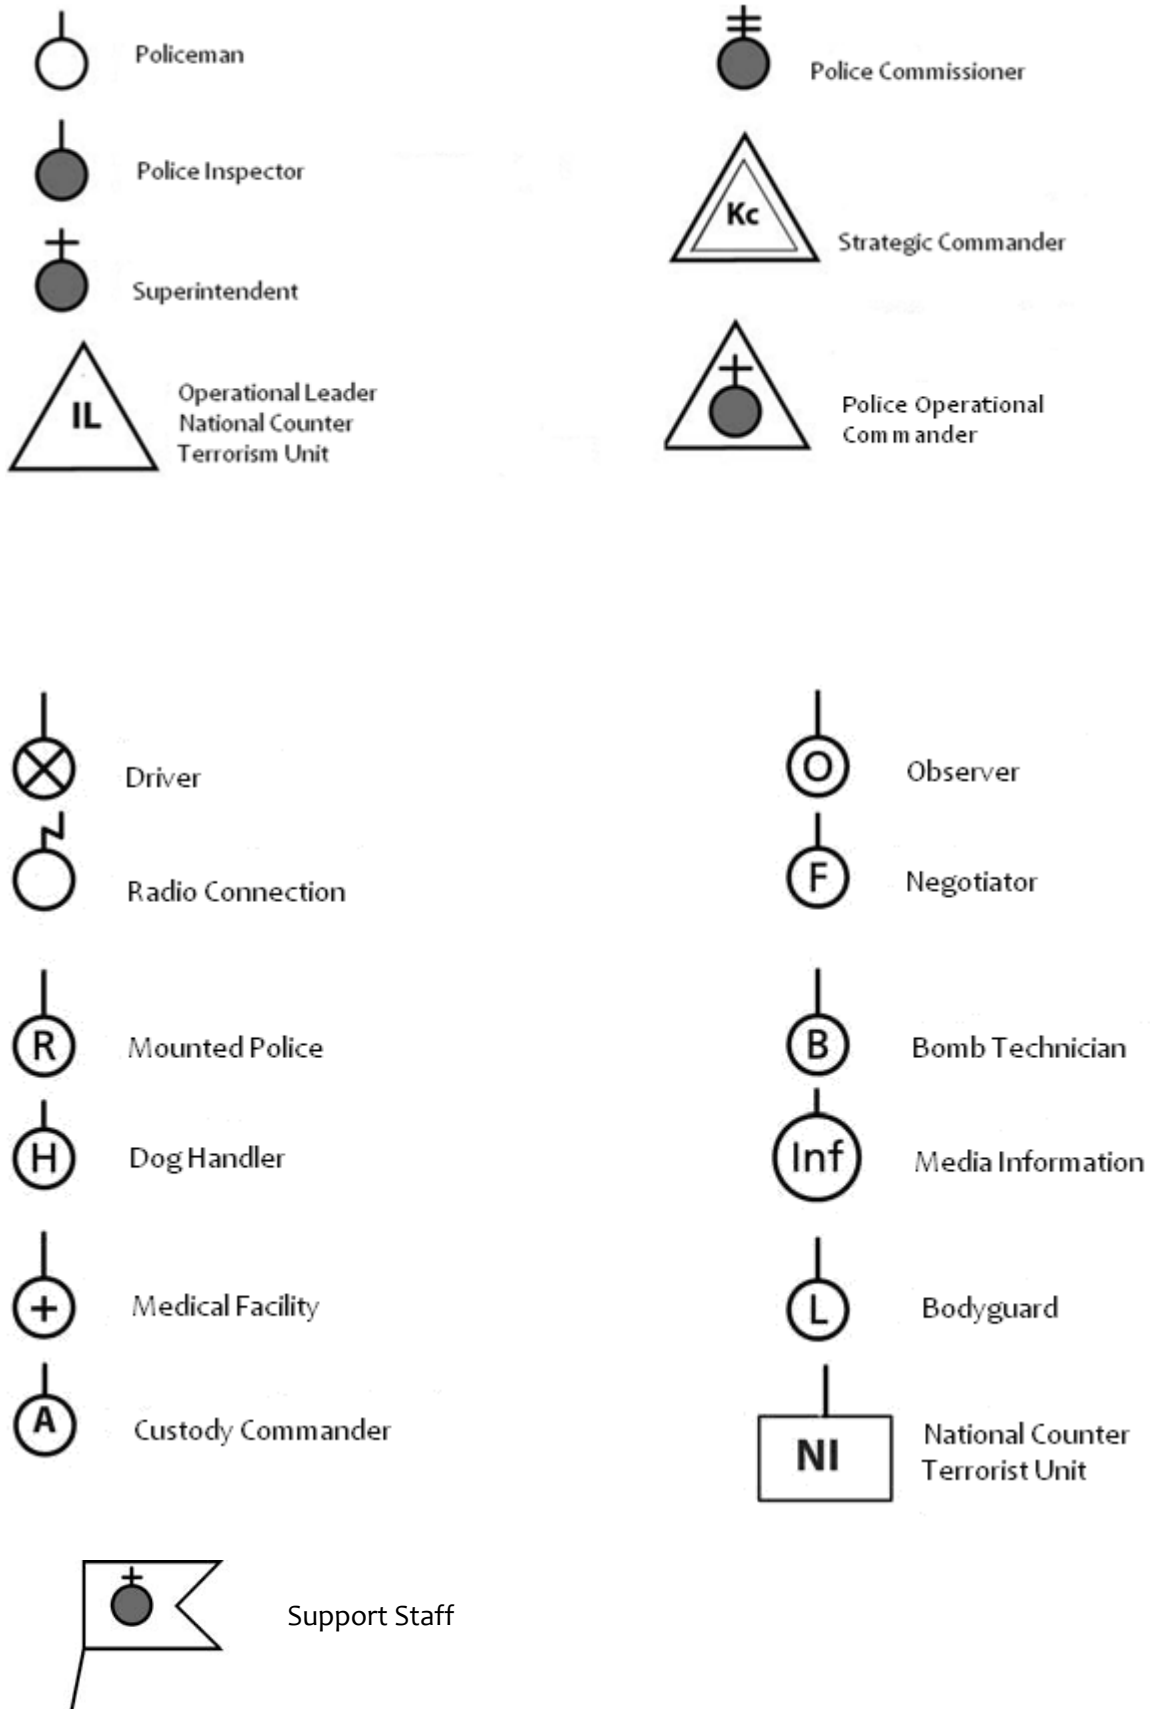 Policeman
Police Commissioner
Police Inspector
Kc
Strategic Commander
Superintendent
IL
Operational Leader
National Counter
Terrorism Unit
Police Operational
Commander
Driver
O
Observer
Radio Connection
F
Negotiator
R
Mounted Police
B
Bomb Technician
H
Dog Handler
Inf
Media Information
Medical Facility
L
Bodyguard
A
Custody Commander
NI
National Counter
Terrorist Unit
Support Staff